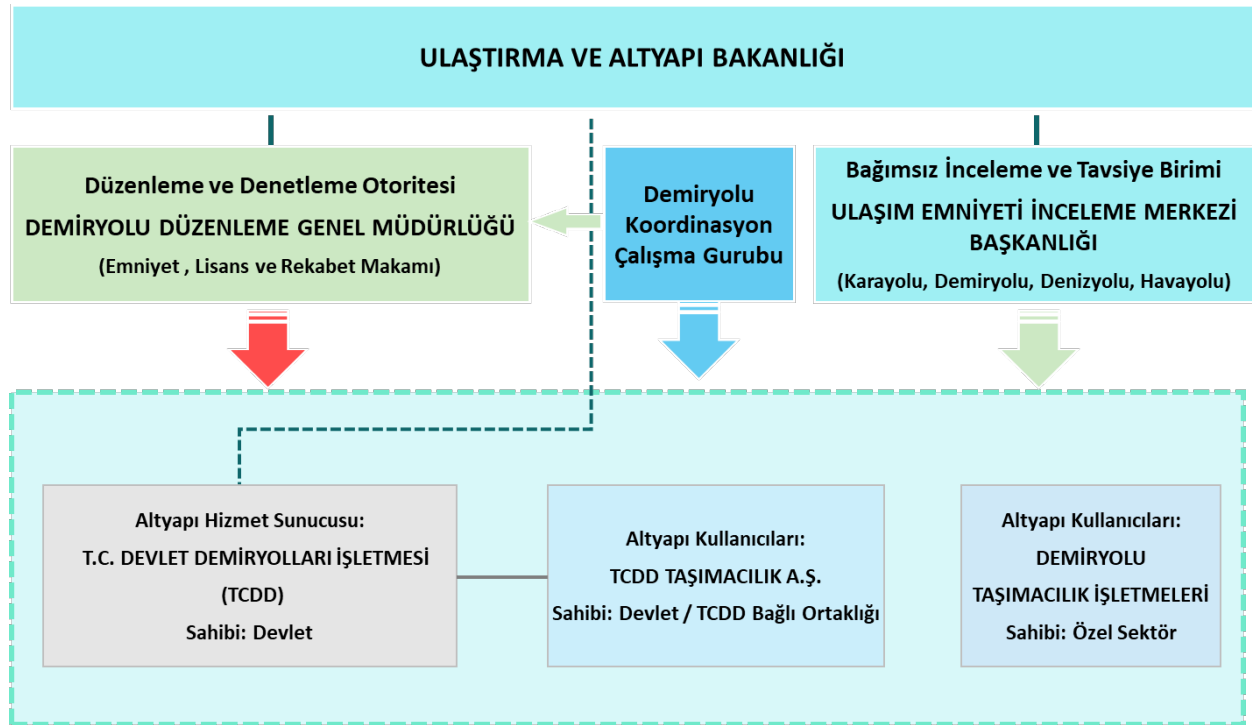 ULAŞTIRMA VE ALTYAPI BAKANLIĞI
Düzenleme ve Denetleme Otoritesi
DEMİRYOLU DÜZENLEME GENEL MÜDÜRLÜĞÜ
(Emniyet , Lisans ve Rekabet Makamı)
Demiryolu
Koordinasyon
Çalışma Gurubu
Bağımsız İnceleme ve Tavsiye Birimi
ULAŞIM EMNİYETİ İNCELEME MERKEZİ
BAŞKANLIĞI
(Karayolu, Demiryolu, Denizyolu, Havayolu)
Altyapı Hizmet Sunucusu:
T.C. DEVLET DEMİRYOLLARI İŞLETMESİ
(TCDD)
Sahibi: Devlet
Altyapı Kullanıcıları:
TCDD TAŞIMACILIK A.Ş.
Sahibi: Devlet / TCDD Bağlı Ortaklığı
Altyapı Kullanıcıları:
DEMİRYOLU
TAŞIMACILIK İŞLETMELERİ
Sahibi: Özel Sektör